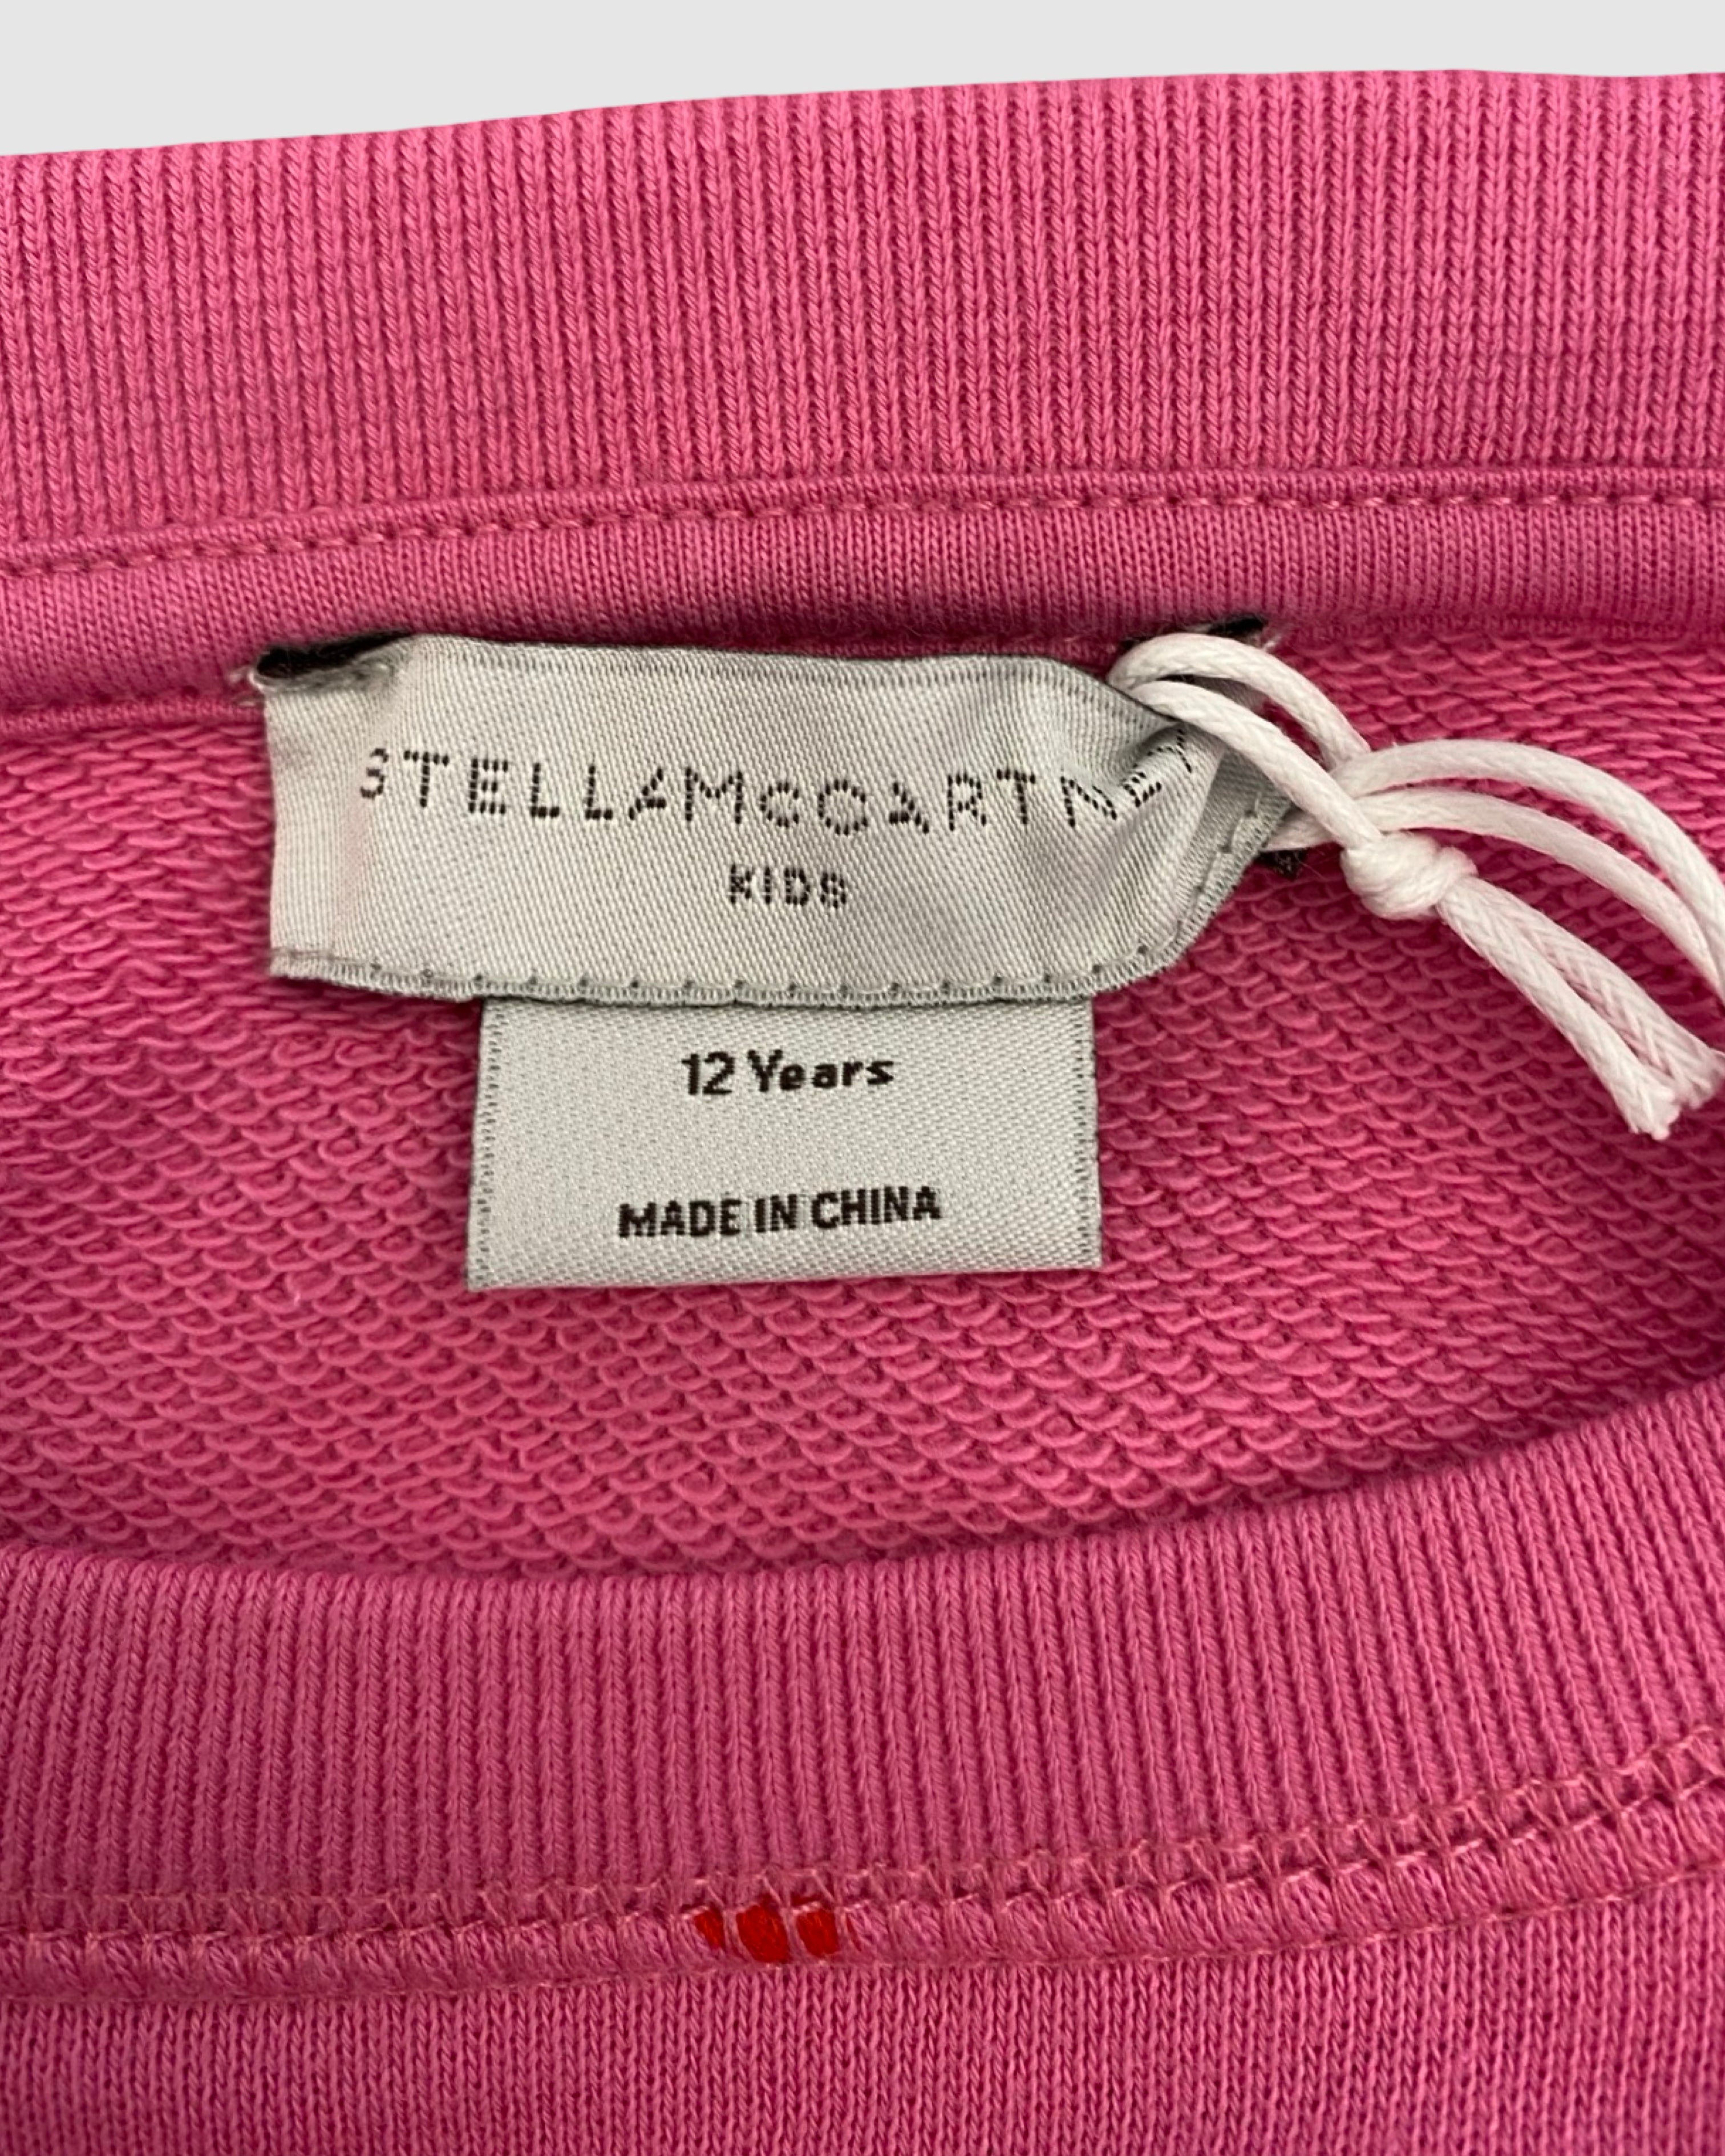 STELLAMcCARTNEY
KIDS
12 Years
MADE IN CHINA